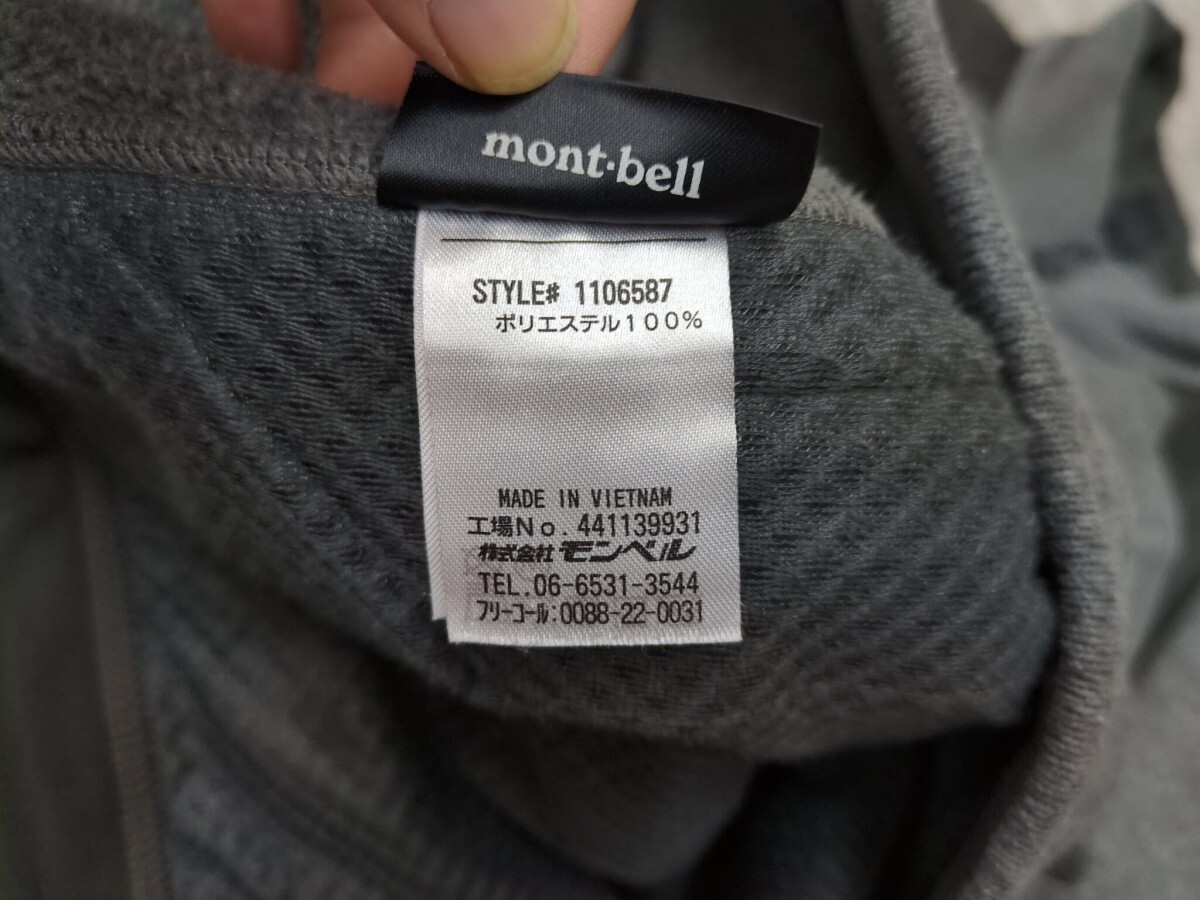 mont·bell
STYLE# 1106587
ポリエステル100%
MADE IN VIETNAM
工場No. 441139931
株式会社モンベル
TEL. 06-6531-3544
フリーコール:0088-22-0031